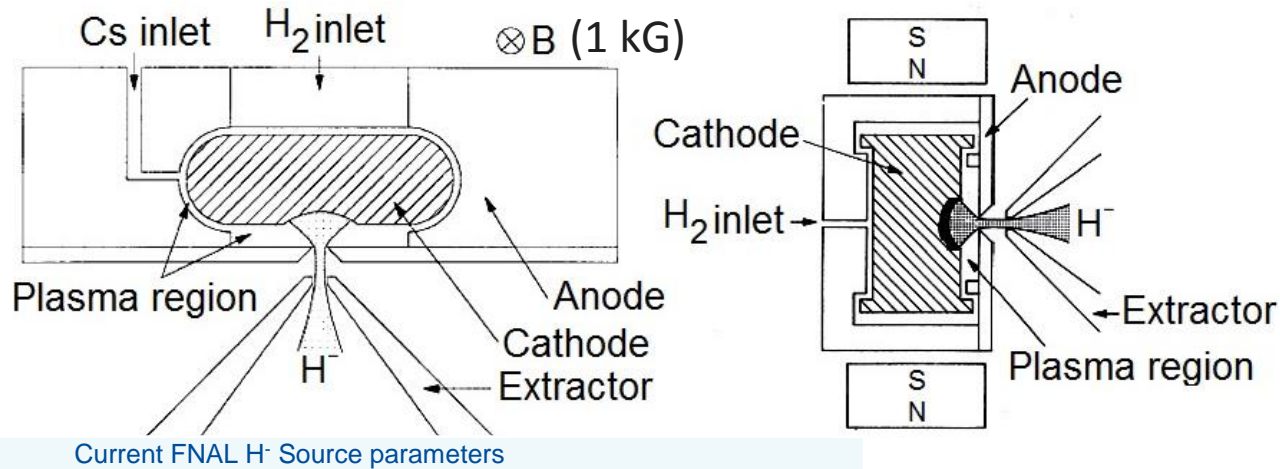 Cs inlet
H₂ inlet
⊗ B (1 kG)
Plasma region
Anode
Cathode
Extractor
H⁻
S
N
Anode
Cathode
H₂ inlet
H⁻
Extractor
Plasma region
S
N
Current FNAL H⁻ Source parameters